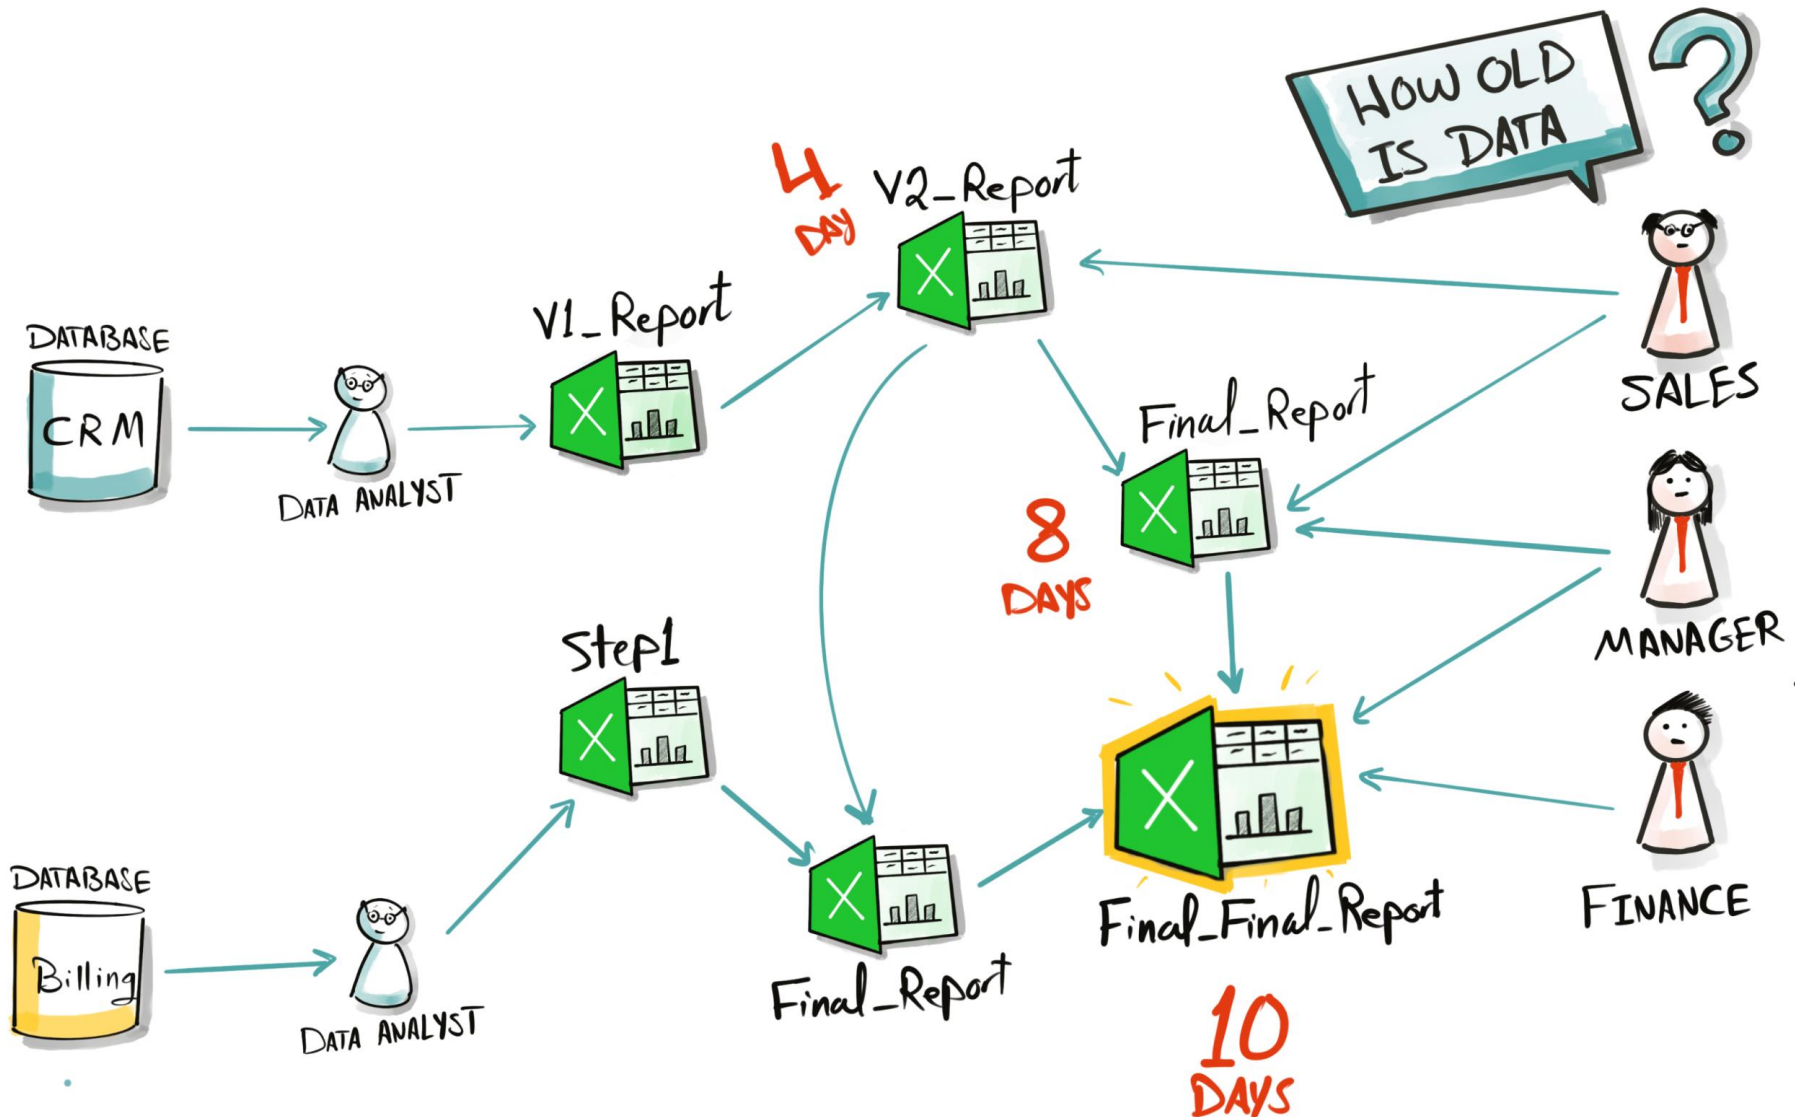 HOW OLD
IS DATA
?
4
DAY
V2_Report
V1_Report
DATABASE
CRM
DATA ANALYST
SALES
Final_Report
8
DAYS
MANAGER
Step1
DATABASE
Billing
DATA ANALYST
Final_Report
Final_Final_Report
FINANCE
10
DAYS